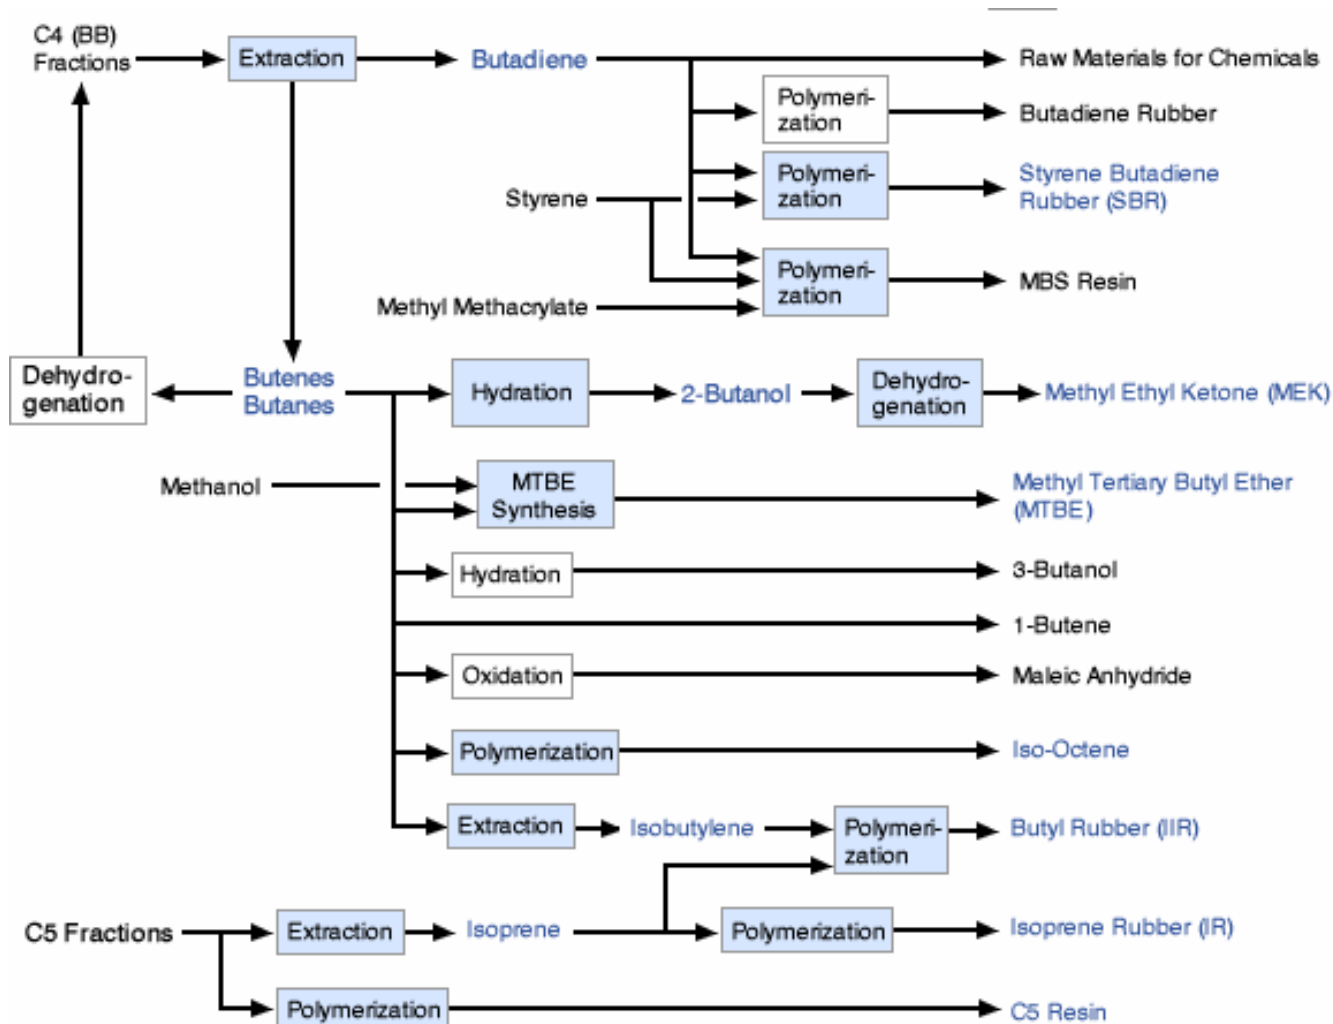 C4 (BB)
Fractions
Extraction
Butadiene
Raw Materials for Chemicals
Polymeri-
zation
Butadiene Rubber
Polymeri-
zation
Styrene Butadiene
Rubber (SBR)
Styrene
Polymeri-
zation
MBS Resin
Methyl Methacrylate
Dehydro-
genation
Butenes
Butanes
Hydration
2-Butanol
Dehydro-
genation
Methyl Ethyl Ketone (MEK)
Methanol
MTBE
Synthesis
Methyl Tertiary Butyl Ether
(MTBE)
Hydration
3-Butanol
1-Butene
Oxidation
Maleic Anhydride
Polymerization
Iso-Octene
Extraction
Isobutylene
Polymeri-
zation
Butyl Rubber (IIR)
C5 Fractions
Extraction
Isoprene
Polymerization
Isoprene Rubber (IR)
Polymerization
C5 Resin